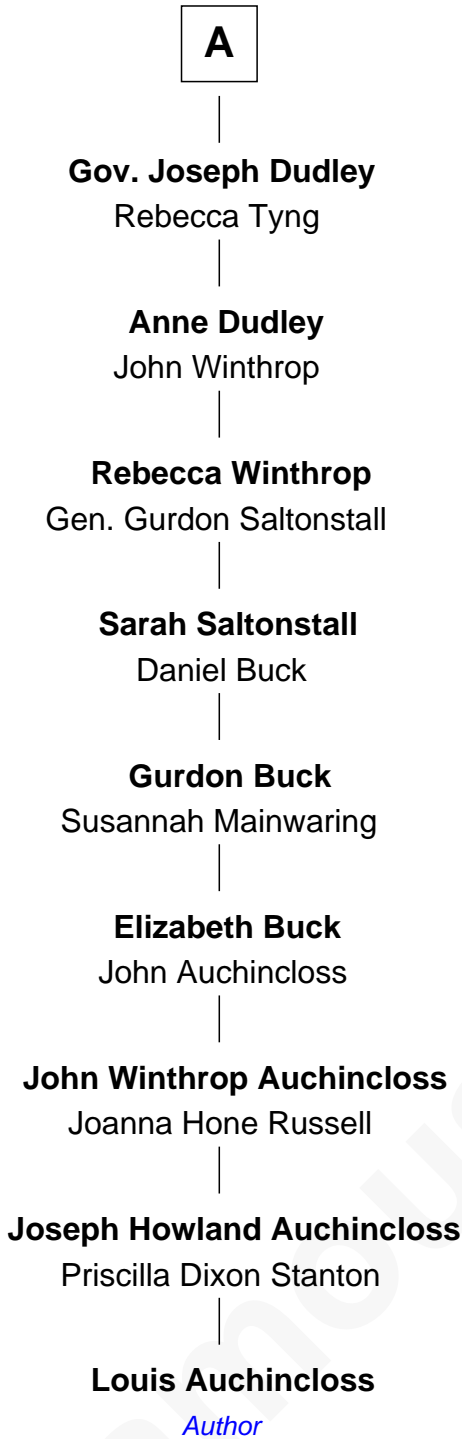 A
Gov. Joseph Dudley
Rebecca Tyng
Anne Dudley
John Winthrop
Rebecca Winthrop
Gen. Gurdon Saltonstall
Sarah Saltonstall
Daniel Buck
Gurdon Buck
Susannah Mainwaring
Elizabeth Buck
John Auchincloss
John Winthrop Auchincloss
Joanna Hone Russell
Joseph Howland Auchincloss
Priscilla Dixon Stanton
Louis Auchincloss
Author